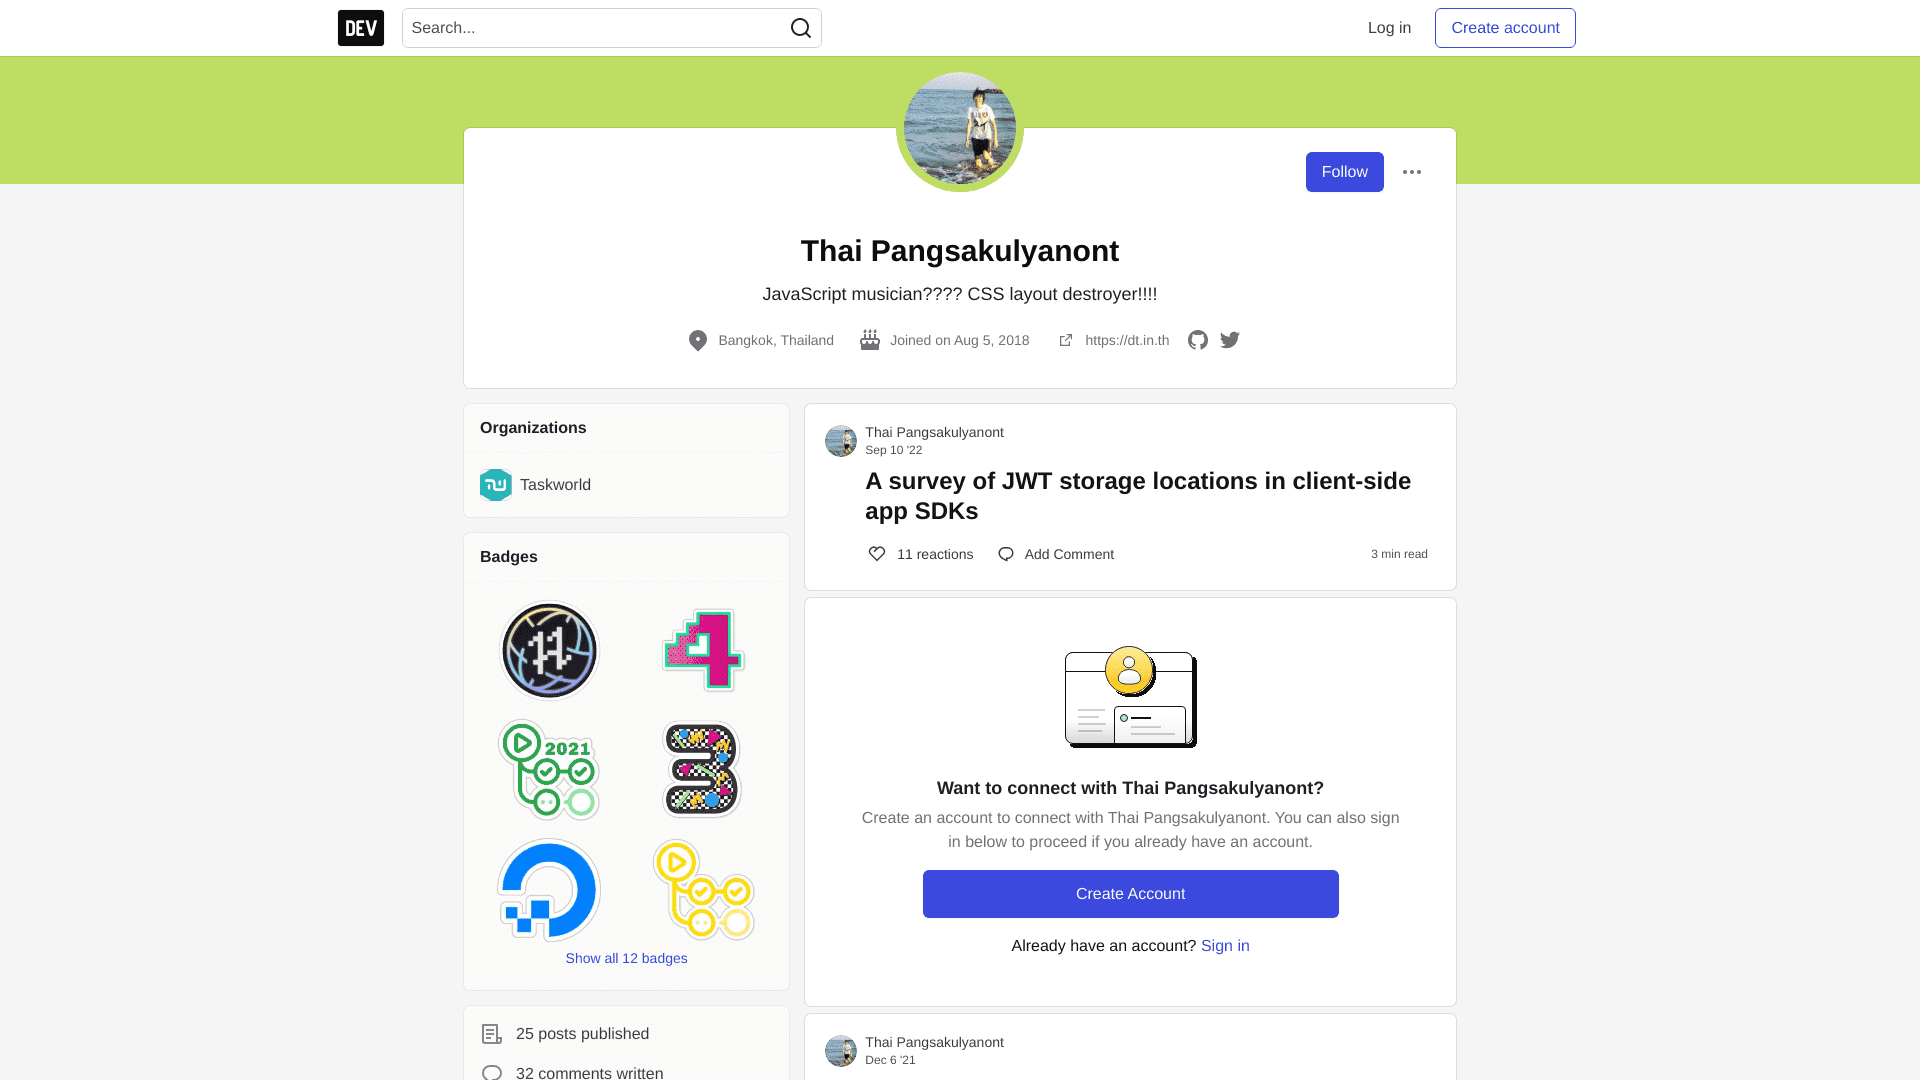 DEV
Search...
Log in
Create account
Follow
Thai Pangsakulyanont
JavaScript musician???? CSS layout destroyer!!!!
Bangkok, Thailand
Joined on Aug 5, 2018
https://dt.in.th
Organizations
Taskworld
Badges
2021
Show all 12 badges
25 posts published
32 comments written
Thai Pangsakulyanont
Sep 10 '22
A survey of JWT storage locations in client-side
app SDKs
11 reactions
Add Comment
3 min read
Want to connect with Thai Pangsakulyanont?
Create an account to connect with Thai Pangsakulyanont. You can also sign
in below to proceed if you already have an account.
Create Account
Already have an account? Sign in
Thai Pangsakulyanont
Dec 6 '21